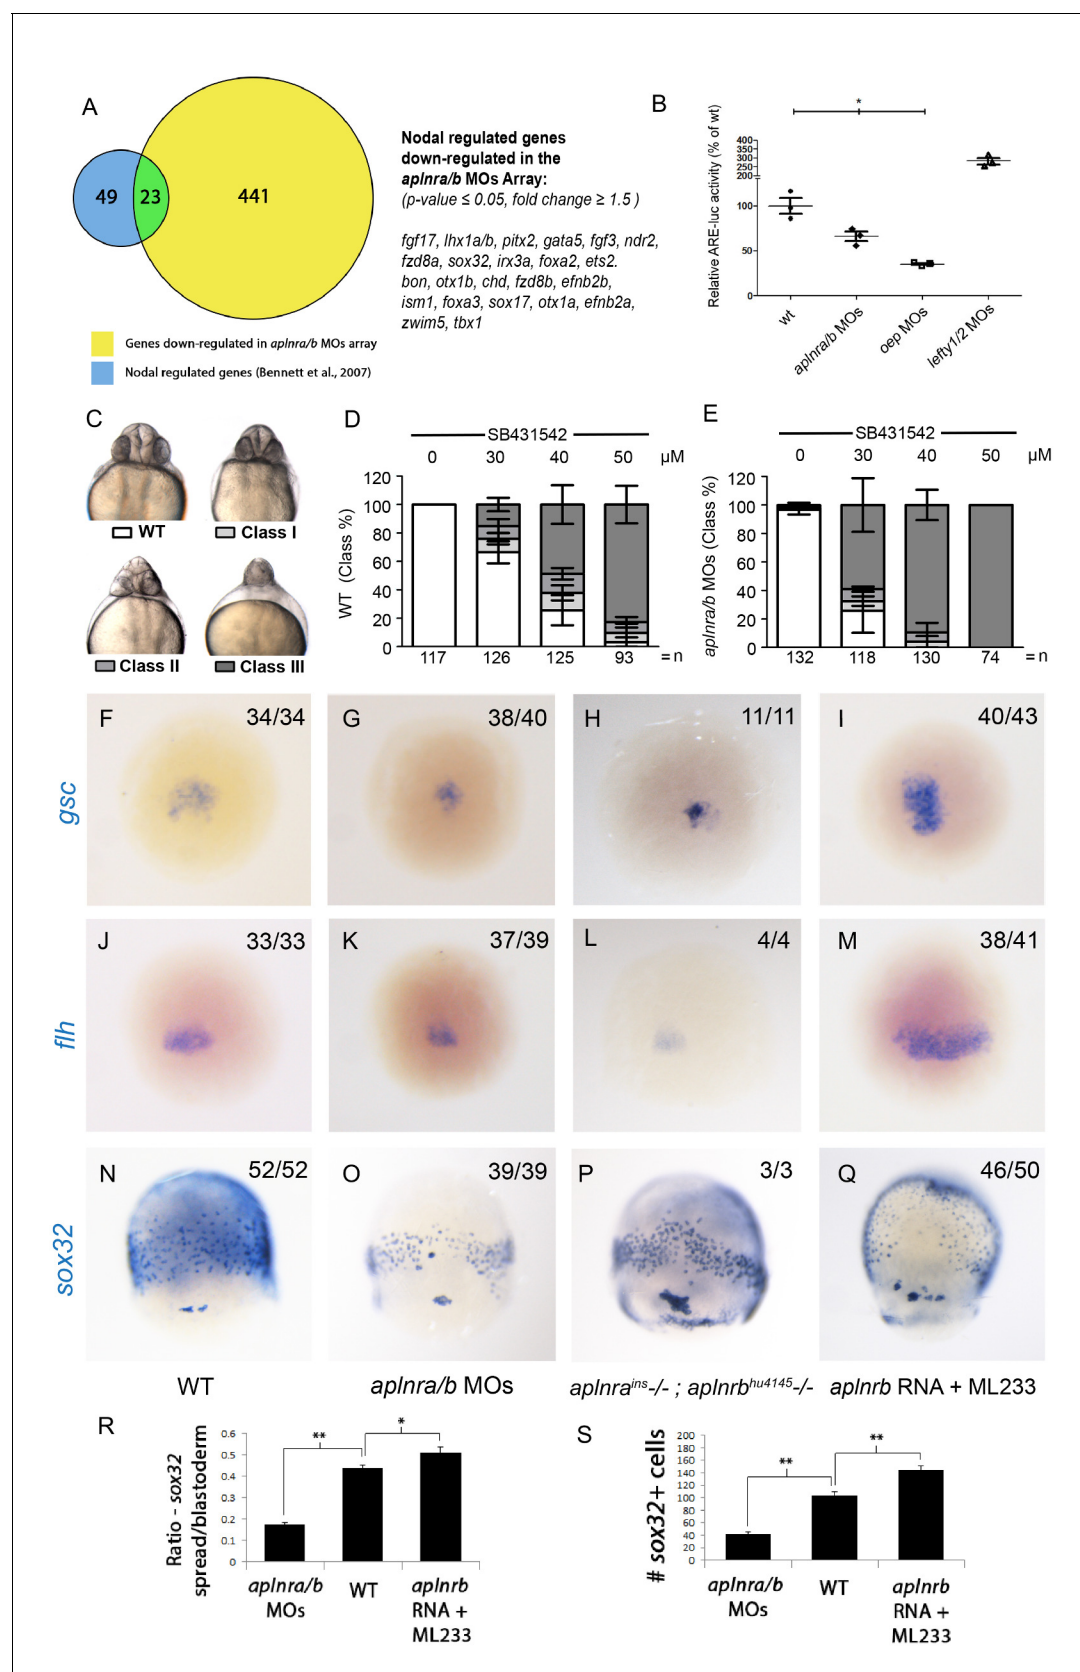 A
49
23
441
Genes down-regulated in aplnra/b MOs array
Nodal regulated genes (Bennett et al., 2007)
Nodal regulated genes
down-regulated in the
aplnra/b MOs Array:
(p-value ≤ 0.05, fold change ≥ 1.5 )
fgf17, lhx1a/b, pitx2, gata5, fgf3, ndr2,
fzd8a, sox32, irx3a, foxa2, ets2.
bon, otx1b, chd, fzd8b, efnb2b,
ism1, foxa3, sox17, otx1a, efnb2a,
zwim5, tbx1
B
*
Relative ARE-luc activity (% of wt)
400
350
300
250
200
100
50
0
wt
aplnra/b MOs
oep MOs
lefty1/2 MOs
C
WT
Class I
Class II
Class III
D
SB431542
0 30 40 50 μM
WT (Class %)
120
100
80
60
40
20
0
117 126 125 93 = n
E
SB431542
0 30 40 50 μM
aplnra/b MOs (Class %)
120
100
80
60
40
20
0
132 118 130 74 = n
gsc
F 34/34
G 38/40
H 11/11
I 40/43
flh
J 33/33
K 37/39
L 4/4
M 38/41
sox32
N 52/52
O 39/39
P 3/3
Q 46/50
WT
aplnra/b MOs
aplnraⁱⁿˢ-/- ; aplnrbʰᵘ⁴¹⁴⁵-/-
aplnrb RNA + ML233
R
Ratio - sox32
spread/blastoderm
0.6
0.5
0.4
0.3
0.2
0.1
0
**
*
aplnra/b
MOs
WT
aplnrb
RNA +
ML233
S
# sox32+ cells
200
180
160
140
120
100
80
60
40
20
0
**
**
aplnra/b
MOs
WT
aplnrb
RNA +
ML233